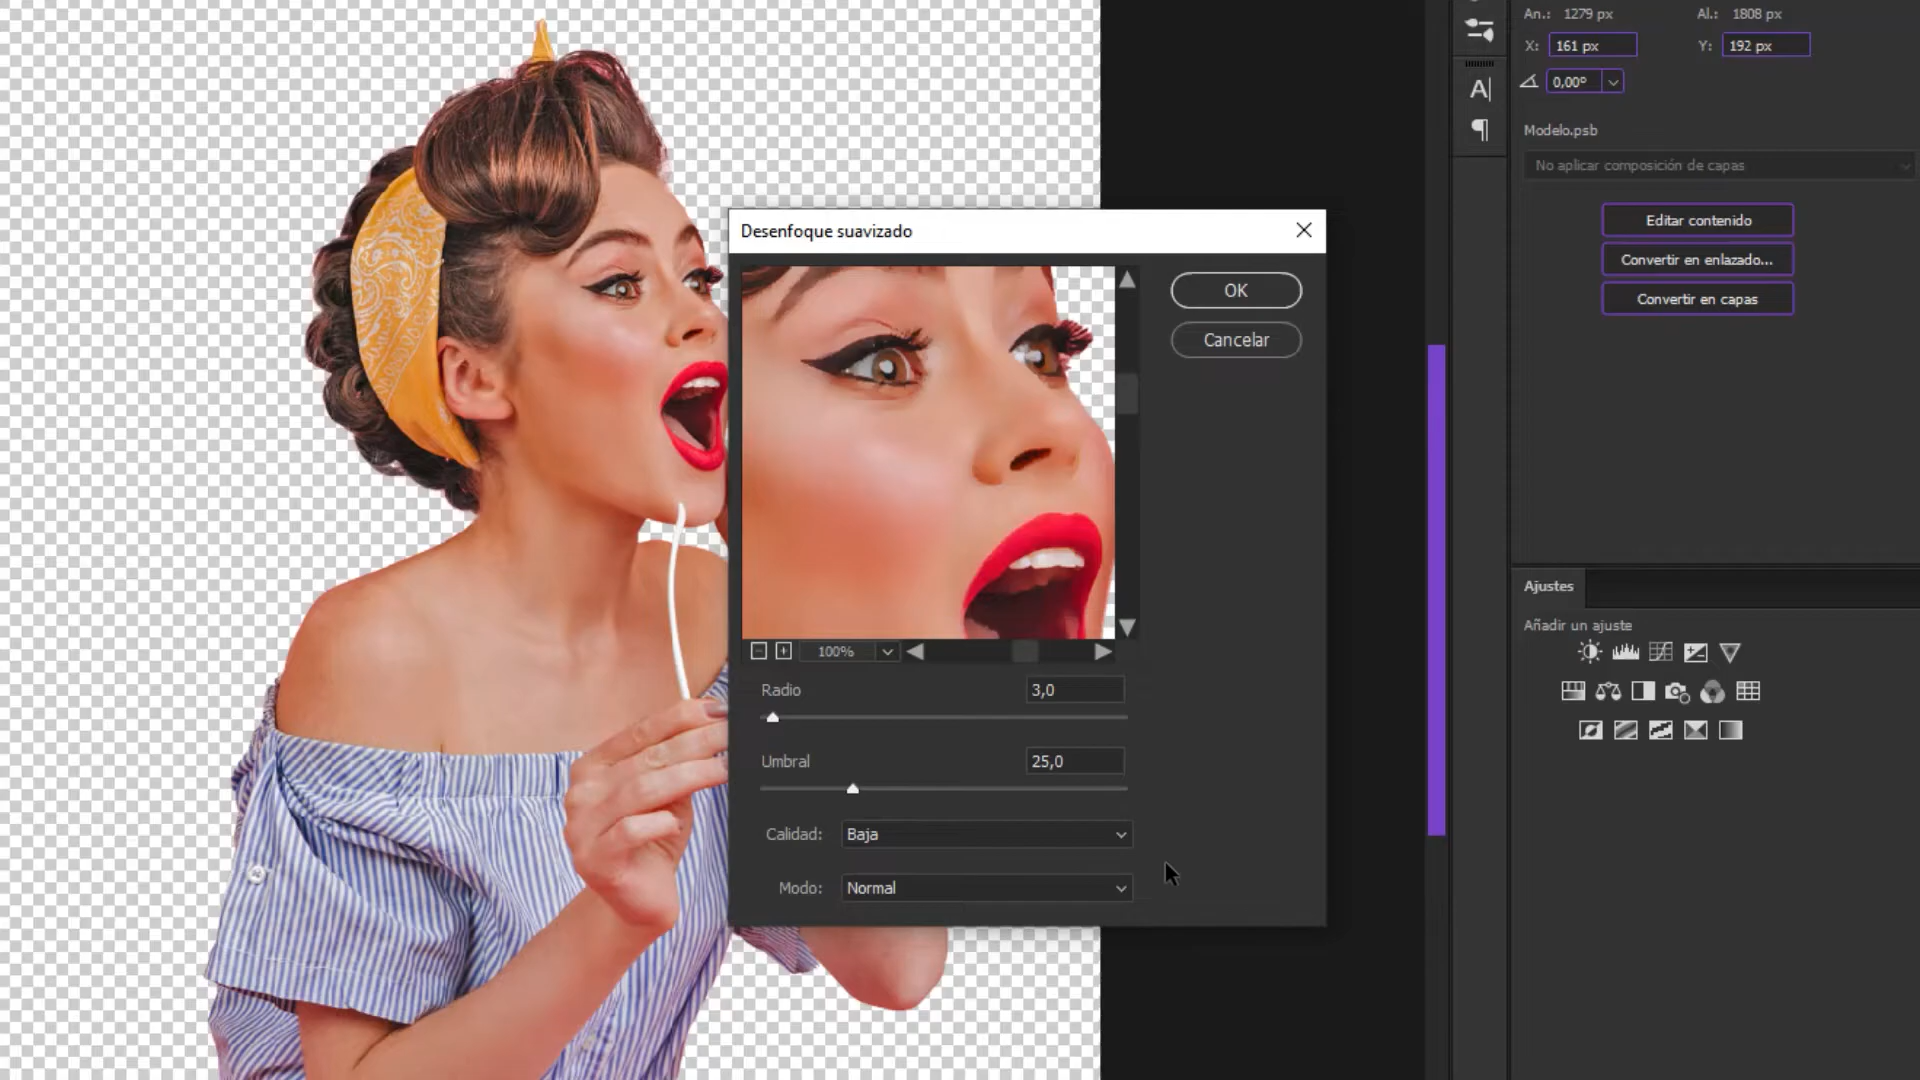 An.: 1279 px Al.: 1808 px
X: 161 px Y: 192 px
A|
0,00°
Modelo.psb
No aplicar composición de capas
Desenfoque suavizado
Editar contenido
Convertir en enlazado...
Convertir en capas
OK
Cancelar
Ajustes
Añadir un ajuste
100%
Radio 3,0
Umbral 25,0
Calidad: Baja
Modo: Normal